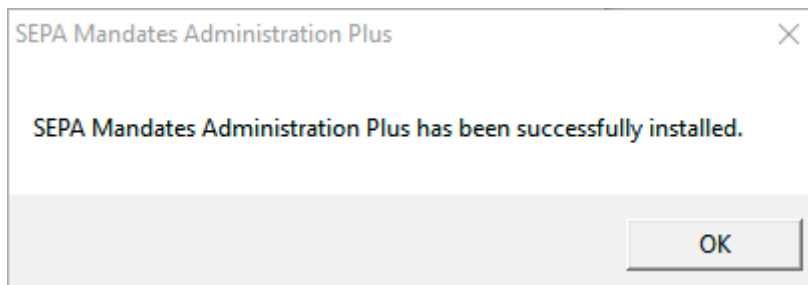 SEPA Mandates Administration Plus
SEPA Mandates Administration Plus has been successfully installed.
OK